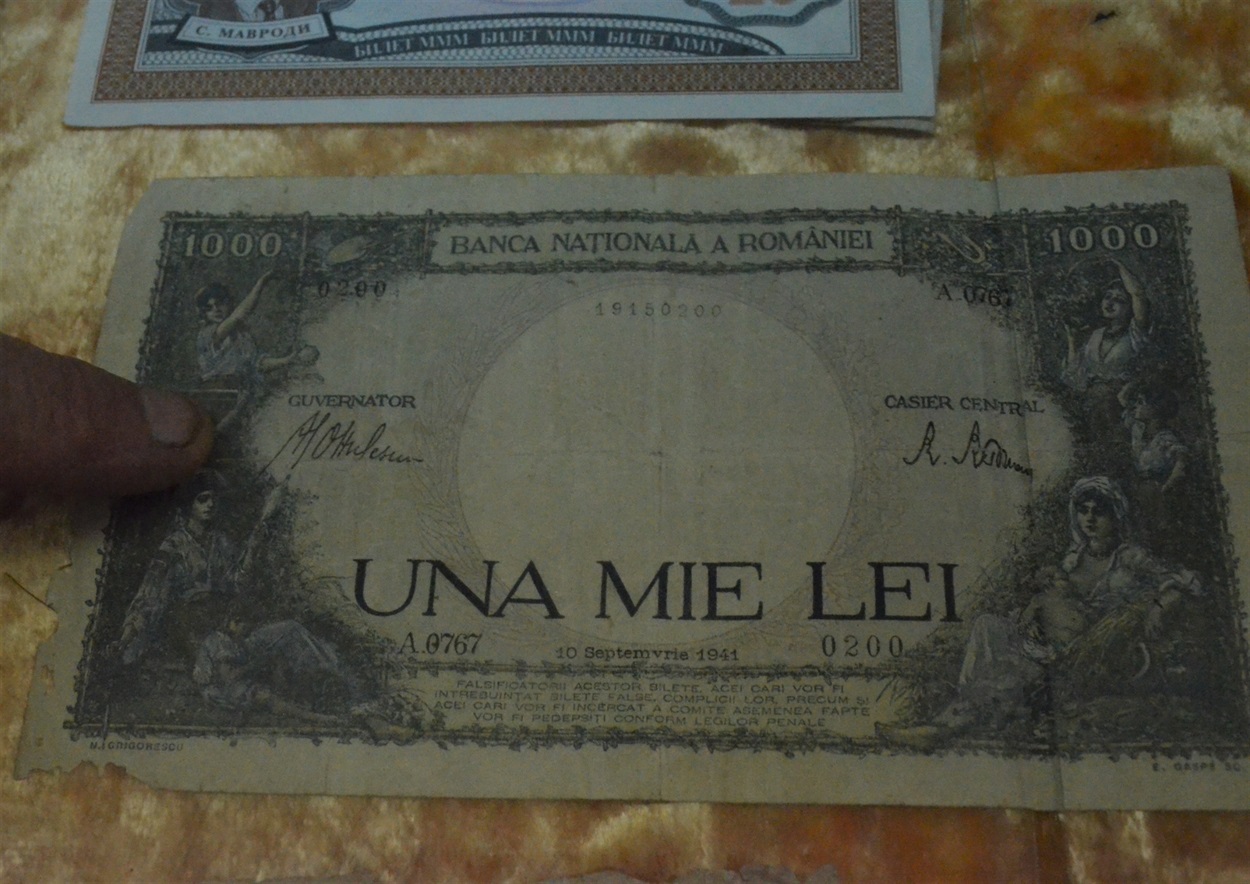 С. МАВРОДИ
БИЛЕТ МММ БИЛЕТ МММ БИЛЕТ МММ
1000
BANCA NAȚIONALĂ A ROMÂNIEI
1000
0200
19150200
A.0767
GUVERNATOR
CASIER CENTRAL
UNA MIE LEI
A.0767
10 Septemvrie 1941
0200
FALSIFICATORII ACESTOR BILETE, ACEI CARI VOR FI
INTREBUINȚAT BILETE FALSE, COMPLICII LOR, PRECUM ȘI
ACEI CARI VOR FI INCERCAT A COMITE ASEMENEA FAPTE
VOR FI PEDEPSIȚI CONFORM LEGILOR PENALE
N.I. GHIGORESCU